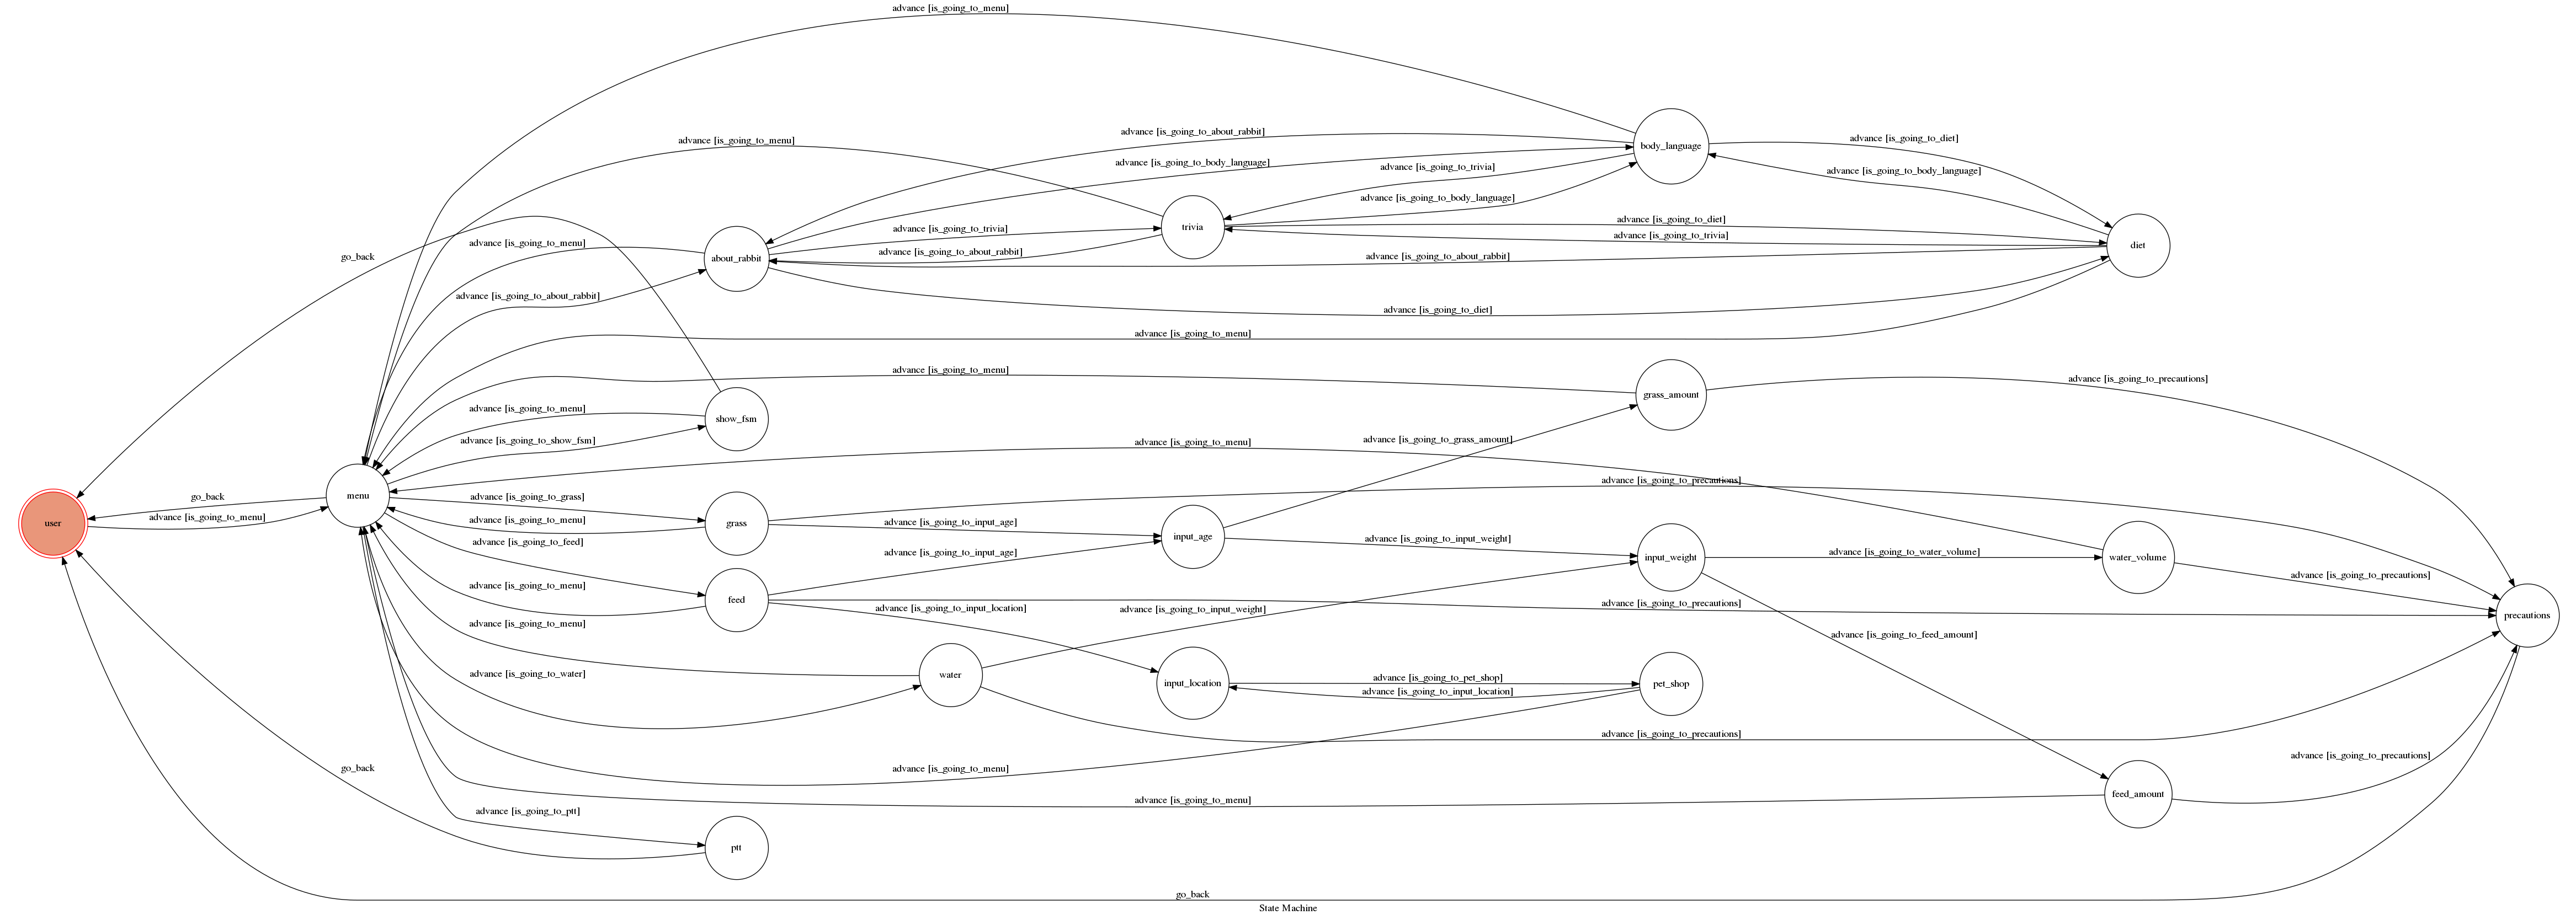 advance [is_going_to_menu]
advance [is_going_to_about_rabbit]
advance [is_going_to_diet]
advance [is_going_to_menu]
body_language
advance [is_going_to_body_language]
advance [is_going_to_trivia]
advance [is_going_to_body_language]
advance [is_going_to_body_language]
advance [is_going_to_diet]
trivia
advance [is_going_to_trivia]
advance [is_going_to_trivia]
advance [is_going_to_menu]
diet
advance [is_going_to_about_rabbit]
advance [is_going_to_about_rabbit]
go_back
about_rabbit
advance [is_going_to_about_rabbit]
advance [is_going_to_diet]
advance [is_going_to_menu]
advance [is_going_to_menu]
advance [is_going_to_precautions]
grass_amount
advance [is_going_to_menu]
show_fsm
advance [is_going_to_show_fsm]
advance [is_going_to_grass_amount]
advance [is_going_to_menu]
advance [is_going_to_precautions]
menu
go_back
advance [is_going_to_grass]
advance [is_going_to_menu]
advance [is_going_to_menu]
user
grass
advance [is_going_to_input_age]
input_age
advance [is_going_to_input_weight]
advance [is_going_to_feed]
advance [is_going_to_input_age]
input_weight
advance [is_going_to_water_volume]
water_volume
advance [is_going_to_precautions]
advance [is_going_to_menu]
feed
advance [is_going_to_input_location]
advance [is_going_to_input_weight]
advance [is_going_to_precautions]
precautions
advance [is_going_to_menu]
advance [is_going_to_feed_amount]
advance [is_going_to_water]
water
input_location
advance [is_going_to_pet_shop]
advance [is_going_to_input_location]
pet_shop
advance [is_going_to_precautions]
advance [is_going_to_precautions]
go_back
advance [is_going_to_menu]
advance [is_going_to_menu]
feed_amount
advance [is_going_to_ptt]
ptt
go_back
State Machine